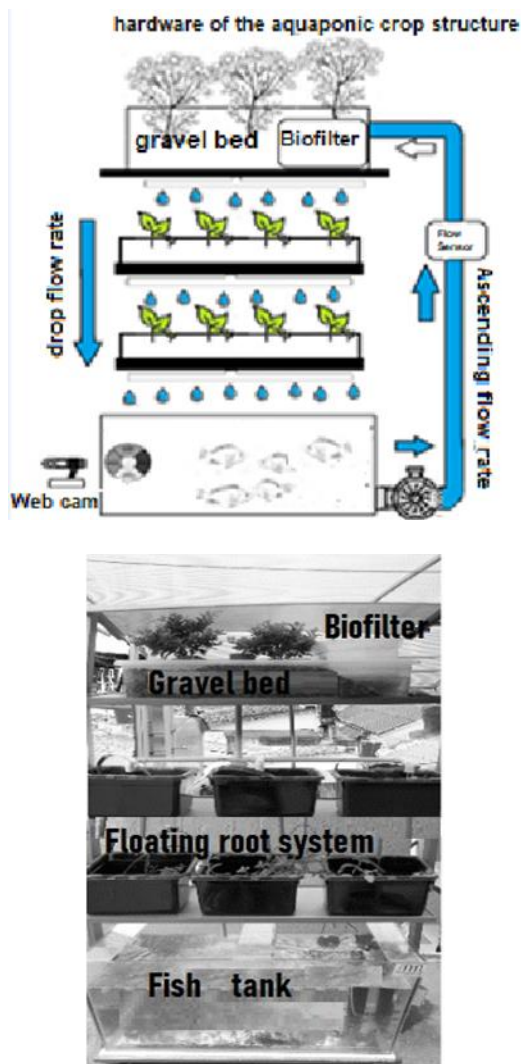 hardware of the aquaponic crop structure
gravel bed
Biofilter
drop flow rate
Flow
Sensor
Ascending flow_rate
Web cam
Biofilter
Gravel bed
Floating root system
Fish tank